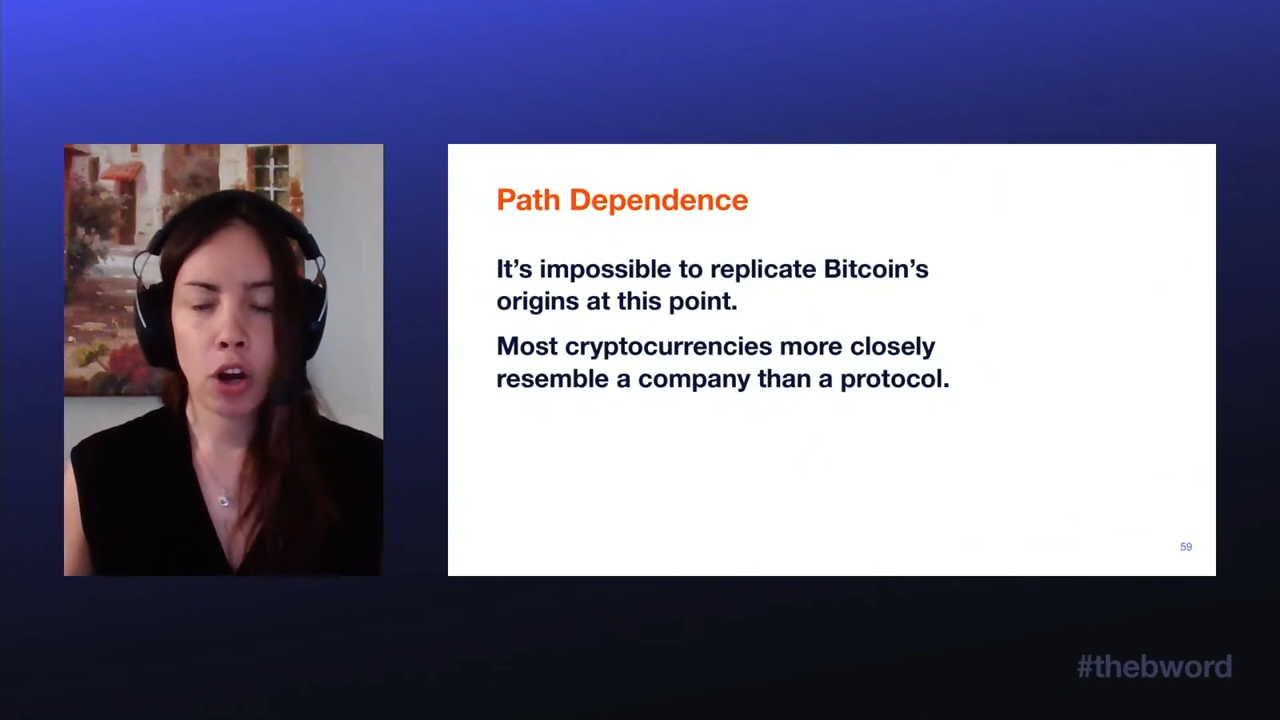 Path Dependence
It’s impossible to replicate Bitcoin’s
origins at this point.
Most cryptocurrencies more closely
resemble a company than a protocol.
59
#thebword